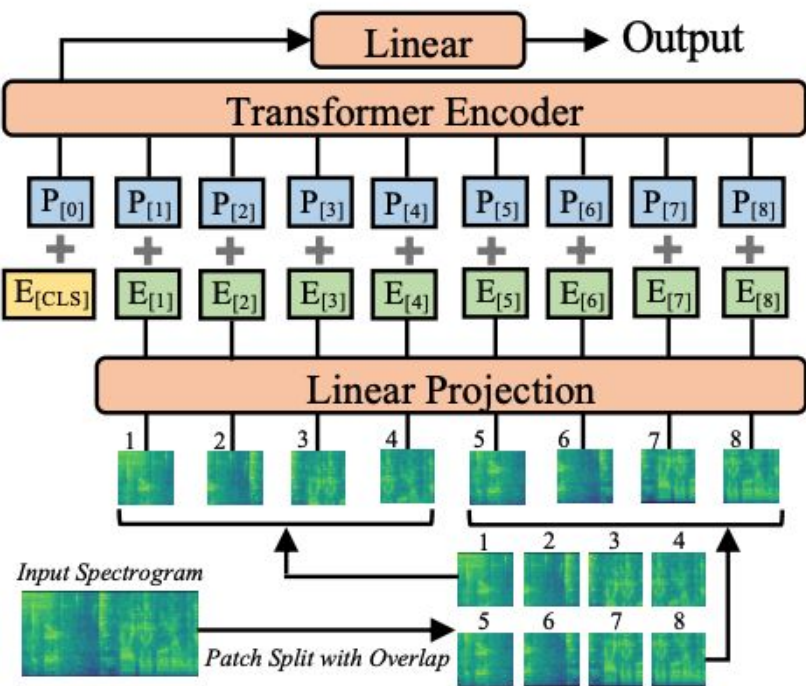 Linear Output
Transformer Encoder
P[0] P[1] P[2] P[3] P[4] P[5] P[6] P[7] P[8]
+ + + + + + + + +
E[CLS] E[1] E[2] E[3] E[4] E[5] E[6] E[7] E[8]
Linear Projection
1 2 3 4 5 6 7 8
1 2 3 4
Input Spectrogram
5 6 7 8
Patch Split with Overlap